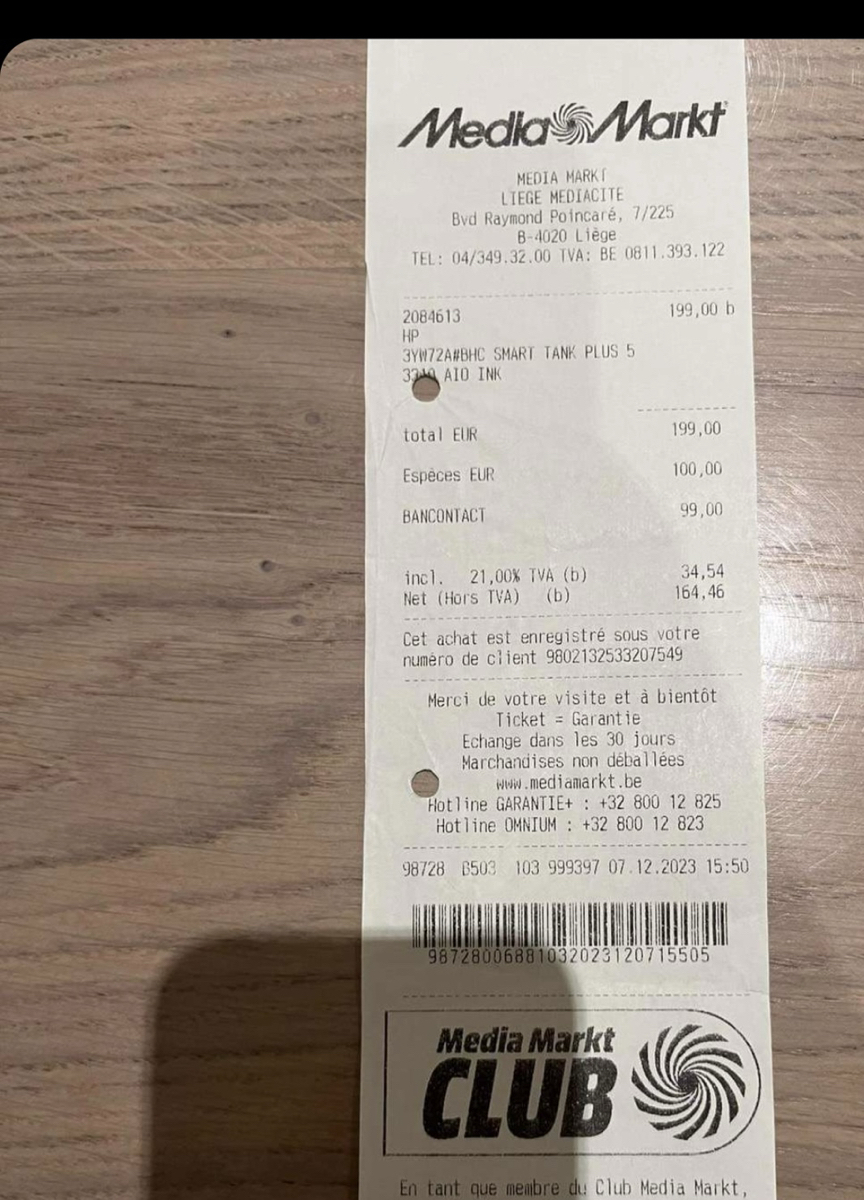 Media Markt
MEDIA MARKT
LIEGE MEDIACITE
Bvd Raymond Poincaré, 7/225
B-4020 Liège
TEL: 04/349.32.00 TVA: BE 0811.393.122
2084613 199,00 b
HP
3YW72A#BHC SMART TANK PLUS 5
AIO INK
total EUR 199,00
Espèces EUR 100,00
BANCONTACT 99,00
incl. 21,00% TVA (b) 34,54
Net (Hors TVA) (b) 164,46
Cet achat est enregistré sous votre
numéro de client 9802132533207549
Merci de votre visite et à bientôt
Ticket = Garantie
Echange dans les 30 jours
Marchandises non déballées
www.mediamarkt.be
Hotline GARANTIE+ : +32 800 12 825
Hotline OMNIUM : +32 800 12 823
98728 103 999397 07.12.2023 15:50
98728006881032023120715505
Media Markt
CLUB
En tant que membre du Club Media Markt,